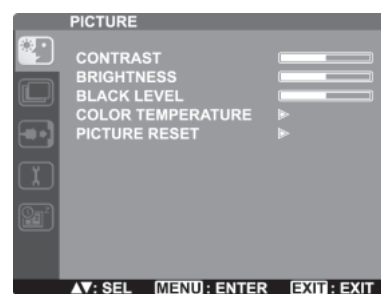 PICTURE
CONTRAST
BRIGHTNESS
BLACK LEVEL
COLOR TEMPERATURE
PICTURE RESET
▲▼: SEL MENU : ENTER EXIT : EXIT